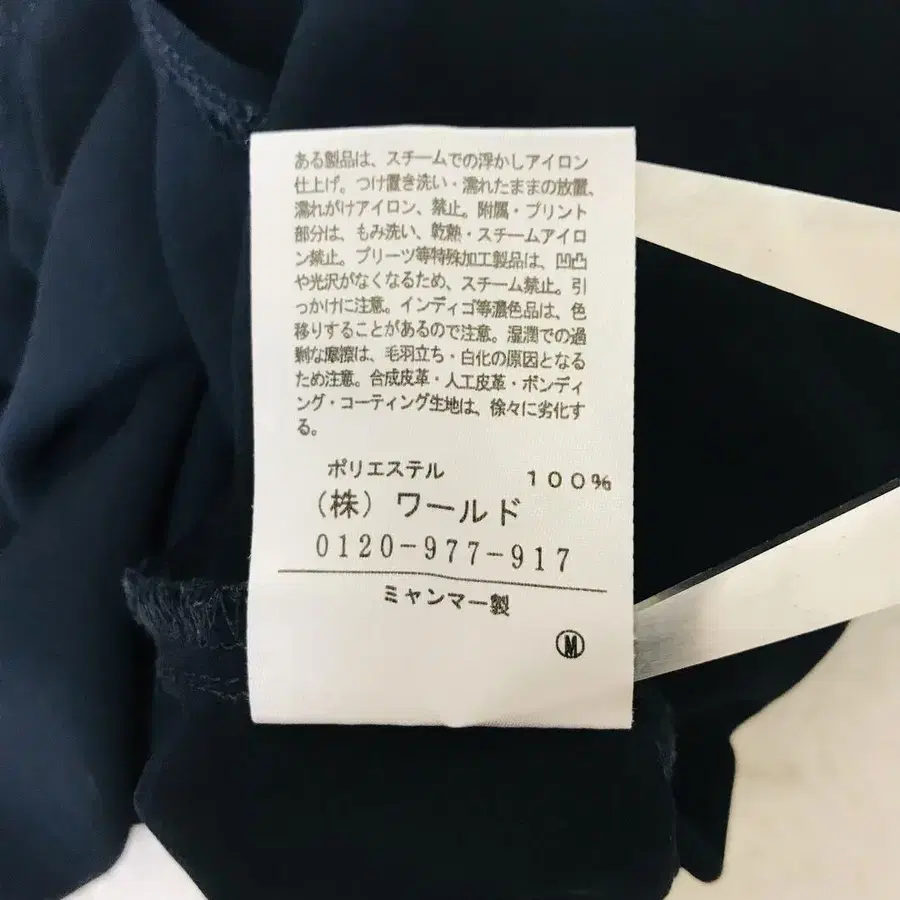 ある製品は、スチームでの浮かしアイロン
仕上げ。つけ置き洗い・濡れたままの放置、
濡れがけアイロン、禁止。附属・プリント
部分は、もみ洗い、乾熱・スチームアイロ
ン禁止。プリーツ等特殊加工製品は、凹凸
や光沢がなくなるため、スチーム禁止。引
っかけに注意。インディゴ等濃色品は、色
移りすることがあるので注意。湿潤での過
剰な摩擦は、毛羽立ち・白化の原因となる
ため注意。合成皮革・人工皮革・ボンディ
ング・コーティング生地は、徐々に劣化す
る。
ポリエステル 100%
(株)ワールド
0120-977-917
ミャンマー製
Ⓜ